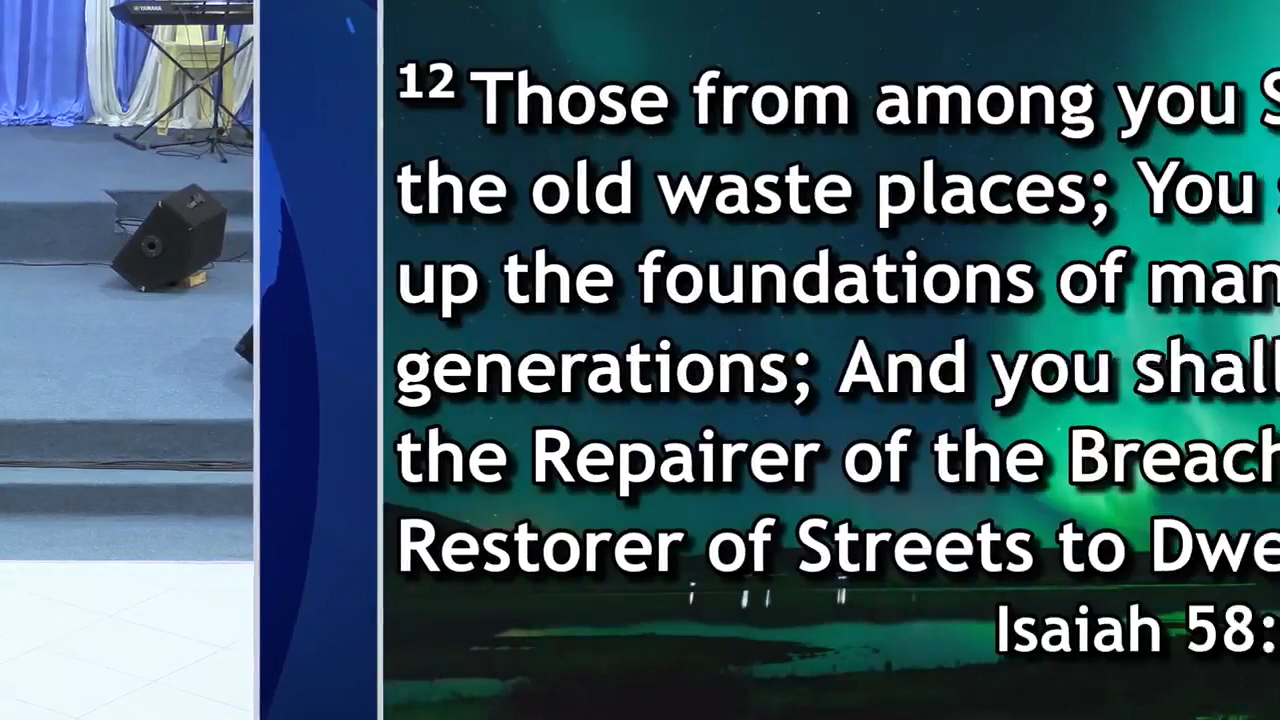 YAMAHA
12 Those from among you S
the old waste places; You
up the foundations of man
generations; And you shall
the Repairer of the Breach
Restorer of Streets to Dwe
Isaiah 58: